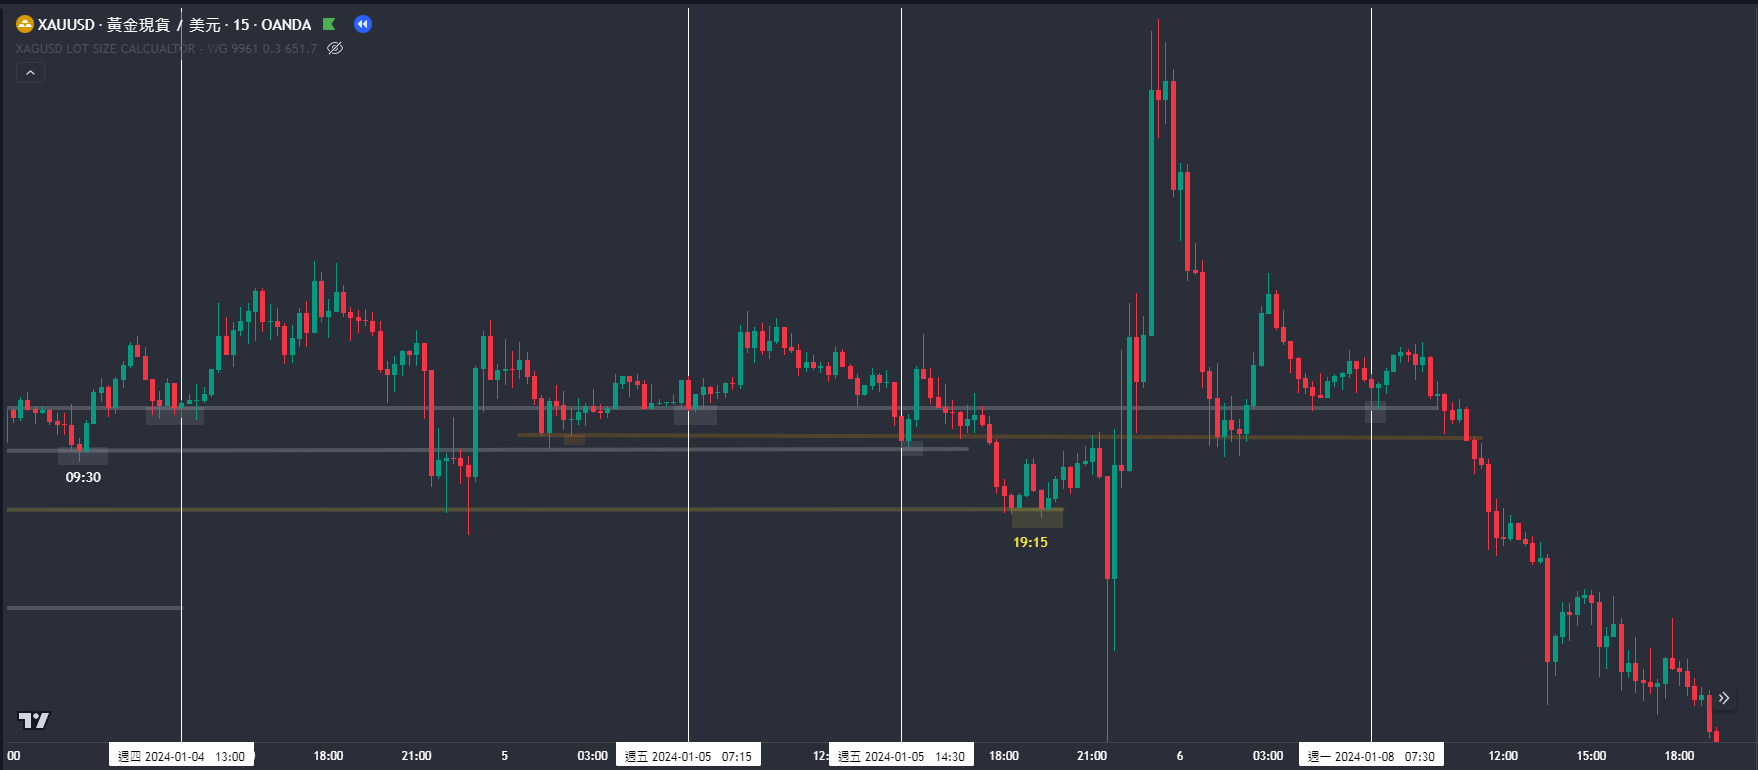 XAUUSD · 黃金現貨 / 美元 · 15 · OANDA
XAGUSD LOT SIZE CALCUALTOR - WG 9961 0.3 651.7
09:30
19:15
00 週四 2024-01-04 13:00 18:00 21:00 5 03:00 週五 2024-01-05 07:15 12: 週五 2024-01-05 14:30 18:00 21:00 6 03:00 週一 2024-01-08 07:30 12:00 15:00 18:00